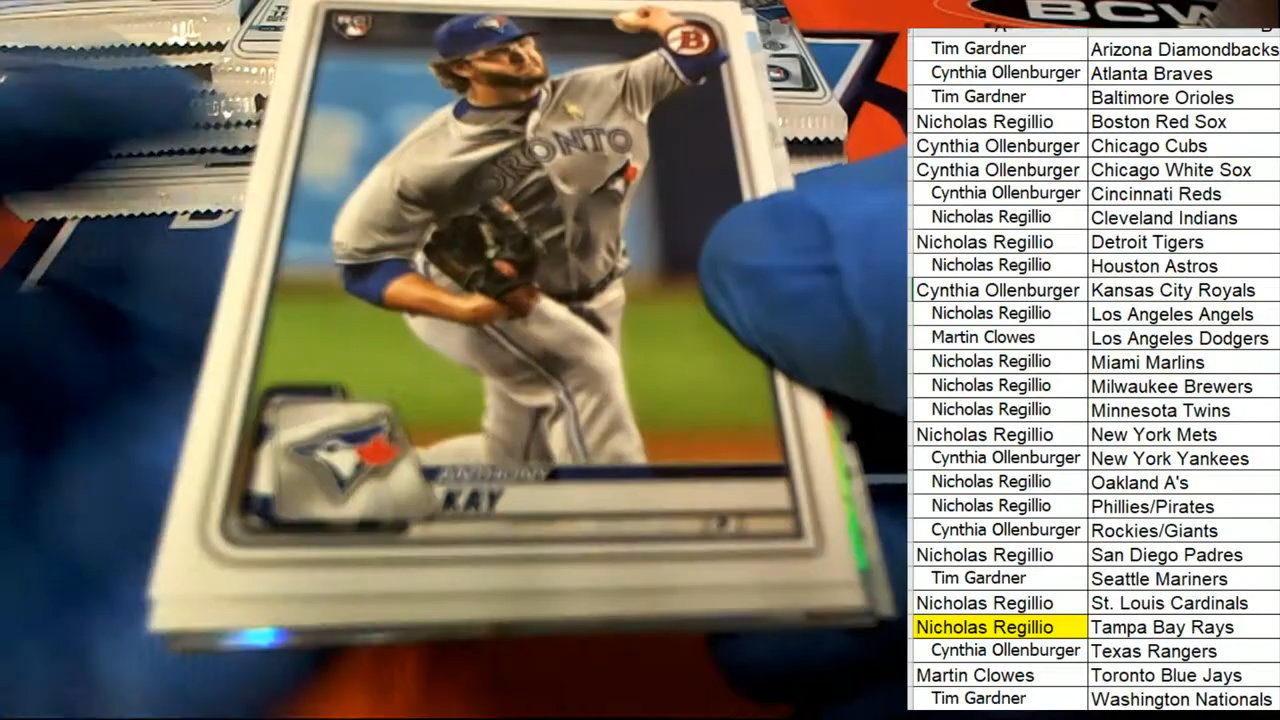 BCW
RC
B
TORONTO
ANTHONY
KAY
P
Tim Gardner Arizona Diamondbacks
Cynthia Ollenburger Atlanta Braves
Tim Gardner Baltimore Orioles
Nicholas Regillio Boston Red Sox
Cynthia Ollenburger Chicago Cubs
Cynthia Ollenburger Chicago White Sox
Cynthia Ollenburger Cincinnati Reds
Nicholas Regillio Cleveland Indians
Nicholas Regillio Detroit Tigers
Nicholas Regillio Houston Astros
Cynthia Ollenburger Kansas City Royals
Nicholas Regillio Los Angeles Angels
Martin Clowes Los Angeles Dodgers
Nicholas Regillio Miami Marlins
Nicholas Regillio Milwaukee Brewers
Nicholas Regillio Minnesota Twins
Nicholas Regillio New York Mets
Cynthia Ollenburger New York Yankees
Nicholas Regillio Oakland A's
Nicholas Regillio Phillies/Pirates
Cynthia Ollenburger Rockies/Giants
Nicholas Regillio San Diego Padres
Tim Gardner Seattle Mariners
Nicholas Regillio St. Louis Cardinals
Nicholas Regillio Tampa Bay Rays
Cynthia Ollenburger Texas Rangers
Martin Clowes Toronto Blue Jays
Tim Gardner Washington Nationals